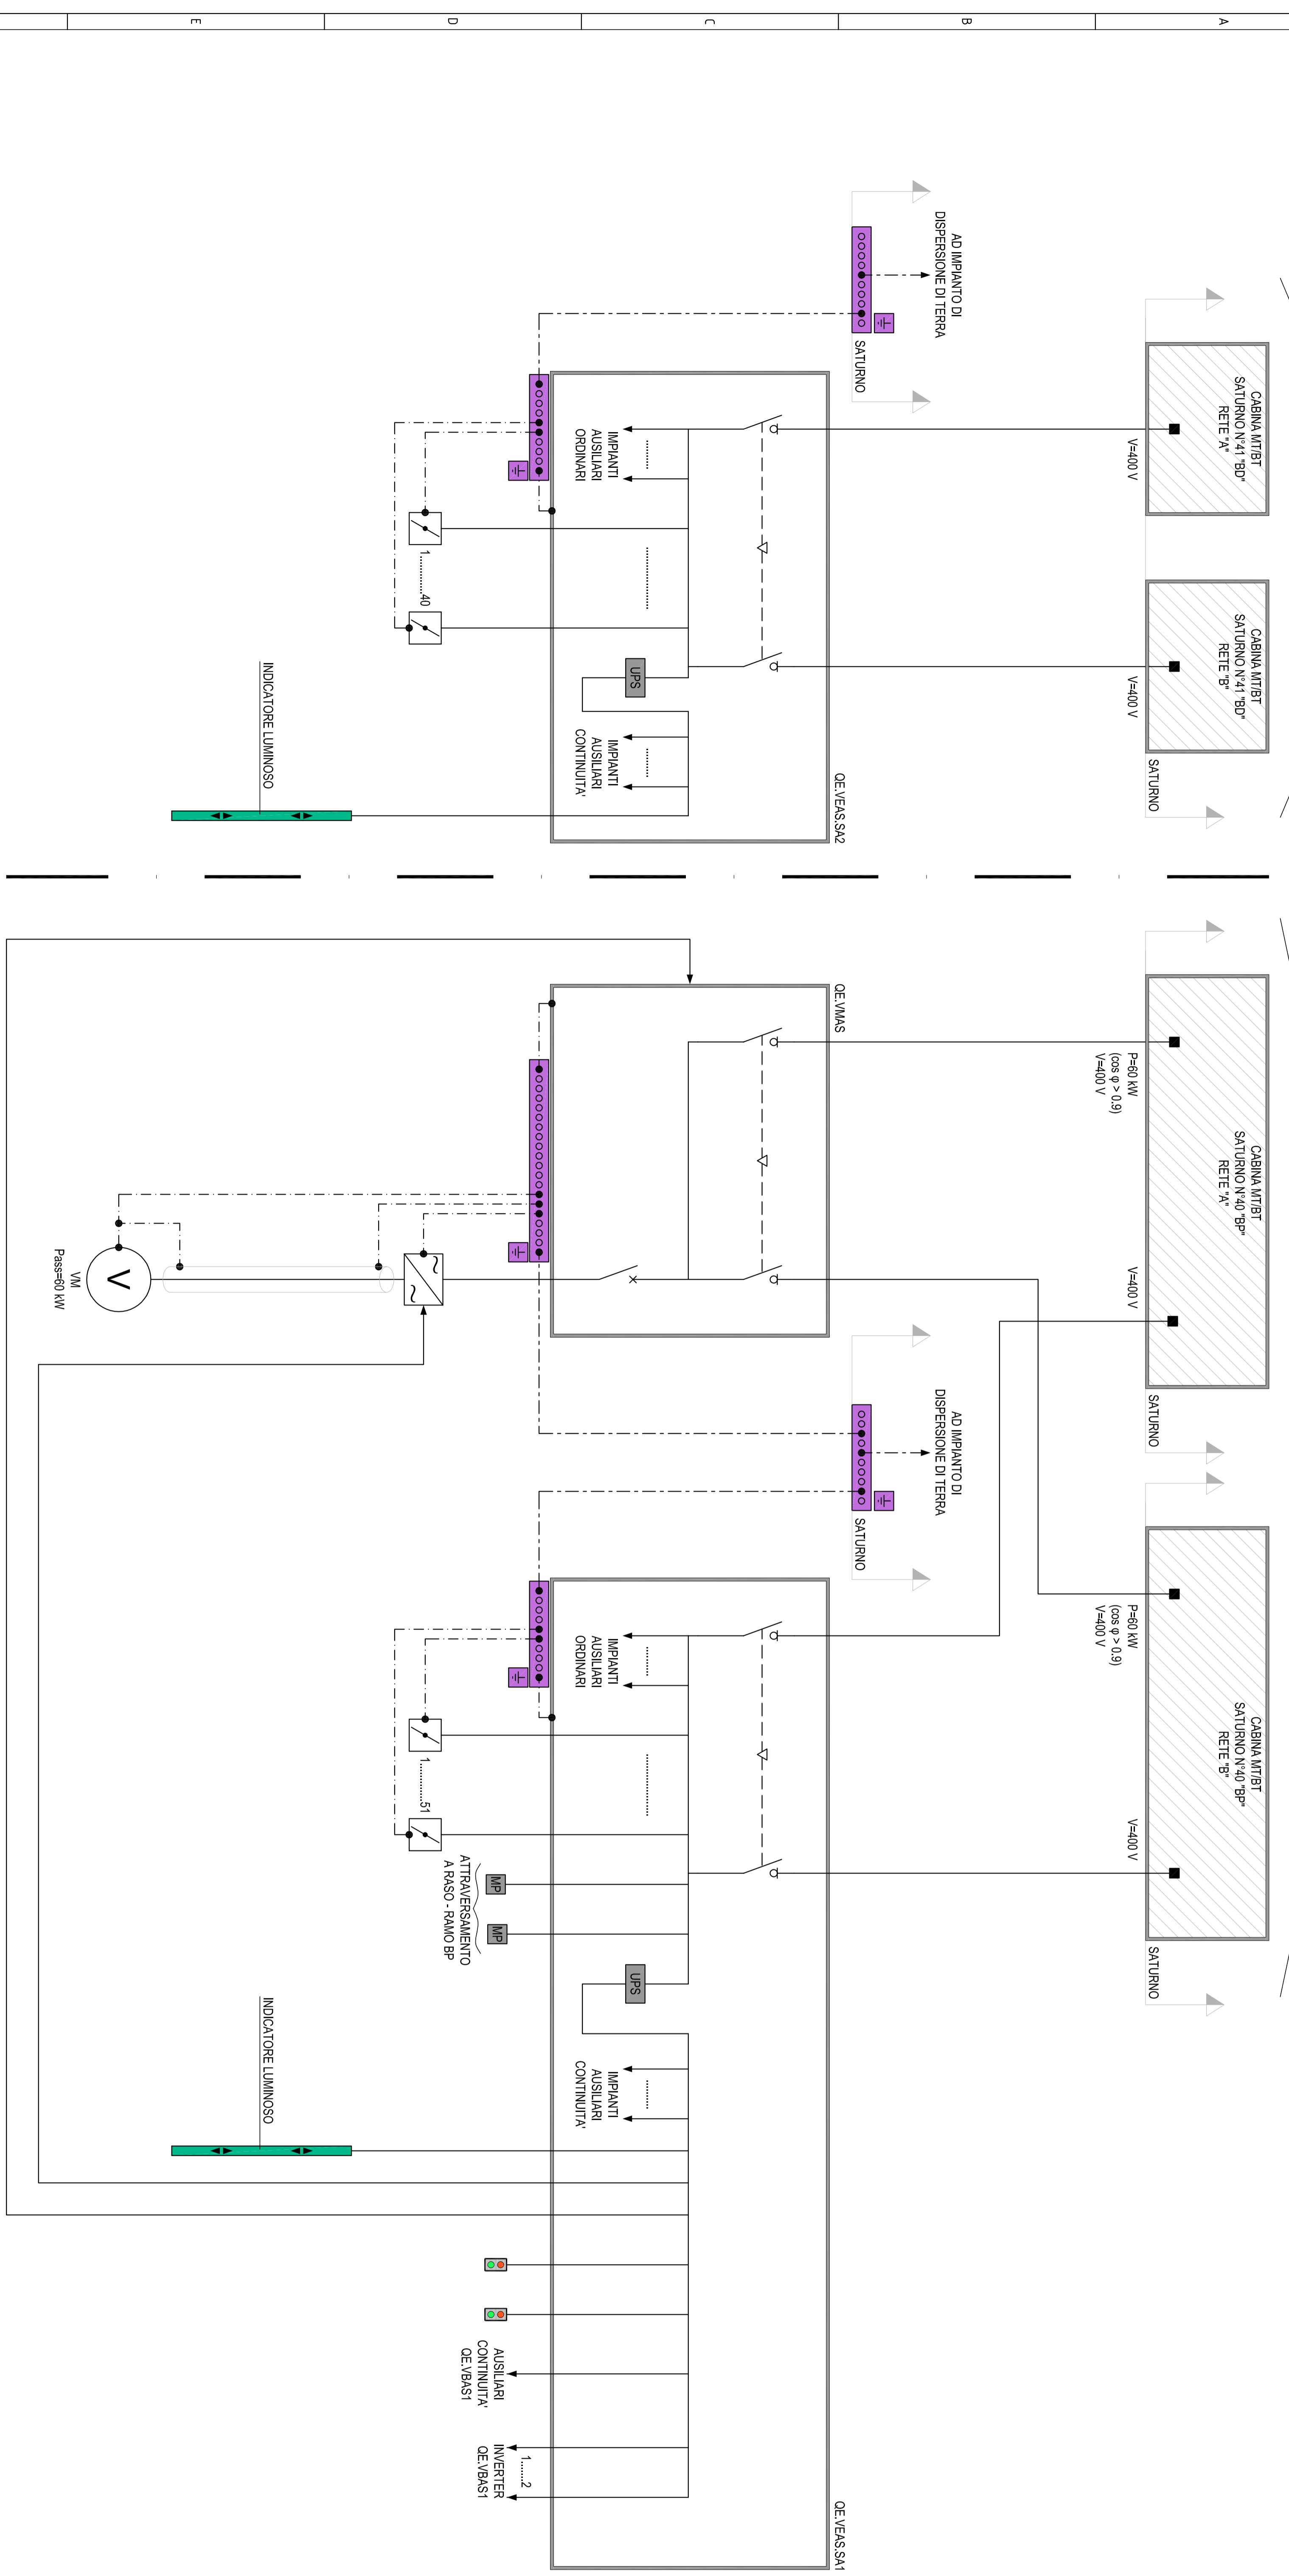 A
B
C
D
E
CABINA MT/BT
SATURNO N°41 "BD"
RETE "A"
V=400 V
CABINA MT/BT
SATURNO N°41 "BD"
RETE "B"
V=400 V
SATURNO
AD IMPIANTO DI
DISPERSIONE DI TERRA
SATURNO
QE.VEAS.SA2
IMPIANTI
AUSILIARI
ORDINARI
1............40
UPS
IMPIANTI
AUSILIARI
CONTINUITA'
INDICATORE LUMINOSO
CABINA MT/BT
SATURNO N°40 "BP"
RETE "A"
P=60 kW
(cos φ > 0.9)
V=400 V
V=400 V
SATURNO
CABINA MT/BT
SATURNO N°40 "BP"
RETE "B"
P=60 kW
(cos φ > 0.9)
V=400 V
V=400 V
SATURNO
QE.VMAS
V
VM
Pass=60 kW
AD IMPIANTO DI
DISPERSIONE DI TERRA
SATURNO
QE.VEAS.SA1
IMPIANTI
AUSILIARI
ORDINARI
1............51
MP
MP
ATTRAVERSAMENTO
A RASO - RAMO BP
UPS
IMPIANTI
AUSILIARI
CONTINUITA'
INDICATORE LUMINOSO
AUSILIARI
CONTINUITA'
QE.VBAS1
1.......2
INVERTER
QE.VBAS1